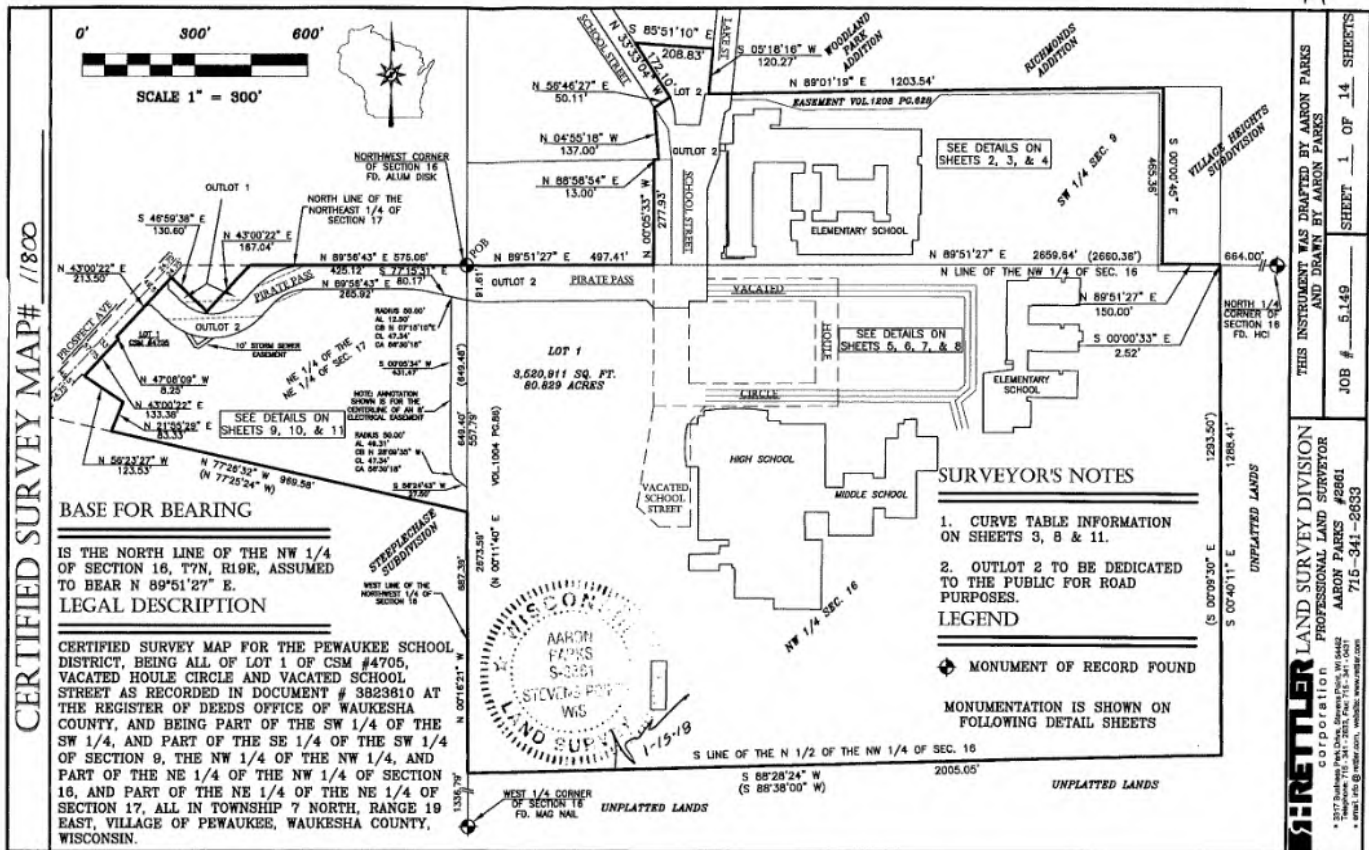 CERTIFIED SURVEY MAP# 11800
0' 300' 600'
SCALE 1" = 300'
NORTHWEST CORNER
OF SECTION 16
FD. ALUM DISK
OUTLOT 1
NORTH LINE OF THE
NORTHEAST 1/4 OF
SECTION 17
S 46°59'38" E
130.60'
N 43°00'22" E
167.04'
N 43°00'22" E
213.50'
PROSPECT AVE
LOT 1
CSM #4705
OUTLOT 2
PIRATE PASS
10' STORM SEWER
EASEMENT
N 89°56'43" E 575.06'
425.12'
S 77°15'31" E
80.17'
N 89°56'43" E
265.92'
POB
91.61'
NE 1/4 OF THE
NE 1/4 OF SEC. 17
RADIUS 50.00'
CL 47.34'
S 00°05'34" W
431.47'
NOTE: ANNOTATION
SHOWN IS FOR THE
CENTERLINE OF AN 8'
ELECTRICAL EASEMENT
RADIUS 50.00'
CL 47.34'
N 47°08'09" W
8.25'
N 43°00'22" E
133.38'
N 21°55'29" E
83.33'
N 56°23'27" W
123.53'
SEE DETAILS ON
SHEETS 9, 10, & 11
N 77°26'32" W 969.58'
(N 77°25'24" W)
(649.48')
649.40'
557.79'
VOL.1004 PG.86
887.39'
2673.58'
(N 00°11'40" E
N 00°16'21" W
1336.79'
STEEPLECHASE
SUBDIVISION
WEST LINE OF THE
NORTHWEST 1/4 OF
SECTION 16
WEST 1/4 CORNER
OF SECTION 16
FD. MAG NAIL
S 85°51'10" E
208.83'
N 33°33'04" W
172.10'
SCHOOL STREET
LAKE ST
S 05°18'16" W
120.27'
WOODLAND
PARK
ADDITION
RICHMONDS
ADDITION
N 56°46'27" E
50.11'
LOT 2
N 04°55'18" W
137.00'
OUTLOT 2
N 88°58'54" E
13.00'
N 00°05'33" W
277.93'
SCHOOL STREET
N 89°01'19" E 1203.54'
EASEMENT VOL.1208 PG.628
SEE DETAILS ON
SHEETS 2, 3, & 4
SW 1/4 SEC. 9
S 00°00'45" E
465.36'
VILLAGE HEIGHTS
SUBDIVISION
ELEMENTARY SCHOOL
N 89°51'27" E 497.41'
OUTLOT 2
PIRATE PASS
N 89°51'27" E 2659.64' (2660.36')
664.00'
N LINE OF THE NW 1/4 OF SEC. 16
VACATED
HOULE
CIRCLE
SEE DETAILS ON
SHEETS 5, 6, 7, & 8
N 89°51'27" E
150.00'
S 00°00'33" E
2.52'
NORTH 1/4
CORNER OF
SECTION 16
FD. HCI
ELEMENTARY
SCHOOL
LOT 1
3,520,911 SQ. FT.
80.829 ACRES
HIGH SCHOOL
MIDDLE SCHOOL
VACATED
SCHOOL
STREET
NW 1/4 SEC. 16
1293.50')
1288.41'
(S 00°09'30" E
S 00°40'11" E
UNPLATTED LANDS
BASE FOR BEARING
IS THE NORTH LINE OF THE NW 1/4
OF SECTION 16, T7N, R19E, ASSUMED
TO BEAR N 89°51'27" E.
LEGAL DESCRIPTION
CERTIFIED SURVEY MAP FOR THE PEWAUKEE SCHOOL
DISTRICT, BEING ALL OF LOT 1 OF CSM #4705,
VACATED HOULE CIRCLE AND VACATED SCHOOL
STREET AS RECORDED IN DOCUMENT # 3823610 AT
THE REGISTER OF DEEDS OFFICE OF WAUKESHA
COUNTY, AND BEING PART OF THE SW 1/4 OF THE
SW 1/4, AND PART OF THE SE 1/4 OF THE SW 1/4
OF SECTION 9, THE NW 1/4 OF THE NW 1/4, AND
PART OF THE NE 1/4 OF THE NW 1/4 OF SECTION
16, AND PART OF THE NE 1/4 OF THE NE 1/4 OF
SECTION 17, ALL IN TOWNSHIP 7 NORTH, RANGE 19
EAST, VILLAGE OF PEWAUKEE, WAUKESHA COUNTY,
WISCONSIN.
AARON
PARKS
STEVENS POINT
WIS
LAND SURV
1-15-18
SURVEYOR'S NOTES
1. CURVE TABLE INFORMATION
ON SHEETS 3, 8 & 11.
2. OUTLOT 2 TO BE DEDICATED
TO THE PUBLIC FOR ROAD
PURPOSES.
LEGEND
MONUMENT OF RECORD FOUND
MONUMENTATION IS SHOWN ON
FOLLOWING DETAIL SHEETS
S LINE OF THE N 1/2 OF THE NW 1/4 OF SEC. 16
S 88°28'24" W 2005.05'
(S 88°38'00" W)
UNPLATTED LANDS
UNPLATTED LANDS
THIS INSTRUMENT WAS DRAFTED BY AARON PARKS
AND DRAWN BY AARON PARKS
JOB # 15.149 SHEET 1 OF 14 SHEETS
RETTLER LAND SURVEY DIVISION
corporation PROFESSIONAL LAND SURVEYOR
AARON PARKS #2861
715-341-2633